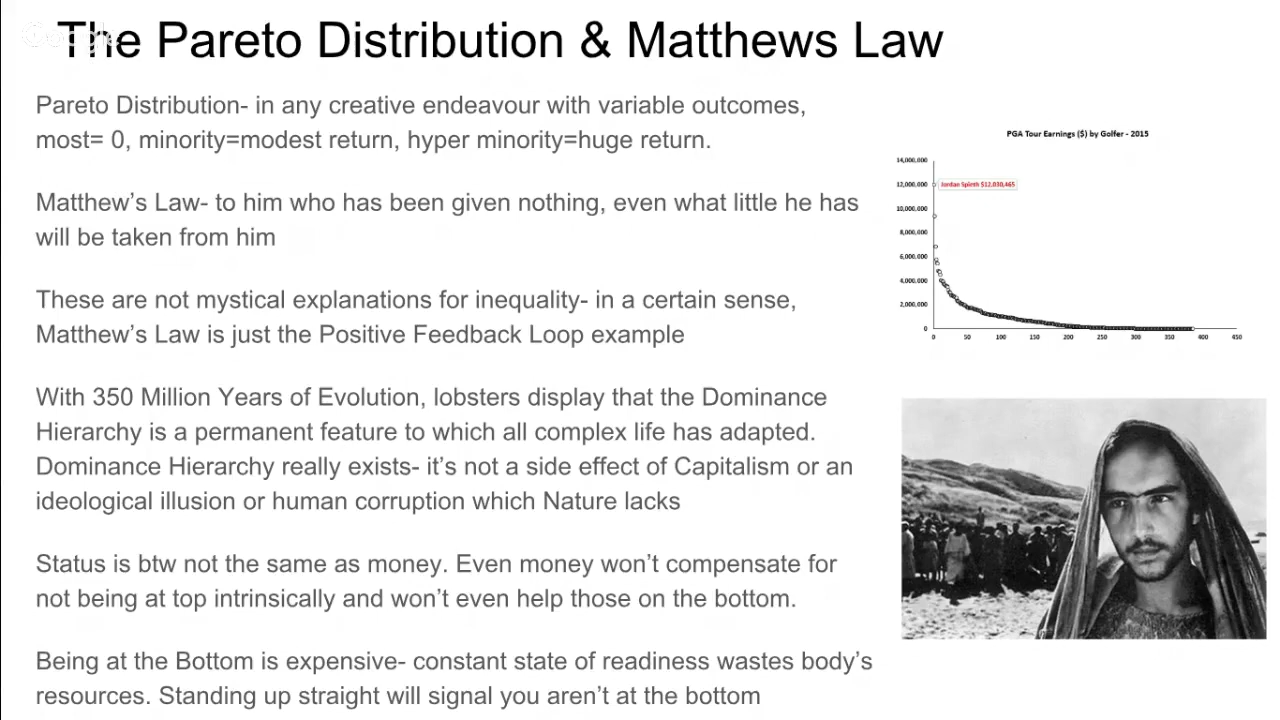 Google
The Pareto Distribution & Matthews Law
Pareto Distribution- in any creative endeavour with variable outcomes,
most= 0, minority=modest return, hyper minority=huge return.
Matthew's Law- to him who has been given nothing, even what little he has
will be taken from him
These are not mystical explanations for inequality- in a certain sense,
Matthew's Law is just the Positive Feedback Loop example
With 350 Million Years of Evolution, lobsters display that the Dominance
Hierarchy is a permanent feature to which all complex life has adapted.
Dominance Hierarchy really exists- it's not a side effect of Capitalism or an
ideological illusion or human corruption which Nature lacks
Status is btw not the same as money. Even money won't compensate for
not being at top intrinsically and won't even help those on the bottom.
Being at the Bottom is expensive- constant state of readiness wastes body's
resources. Standing up straight will signal you aren't at the bottom
PGA Tour Earnings ($) by Golfer - 2015
14,000,000
12,000,000
Jordan Spieth $12,030,465
10,000,000
8,000,000
6,000,000
4,000,000
2,000,000
0
0 50 100 150 200 250 300 350 400 450